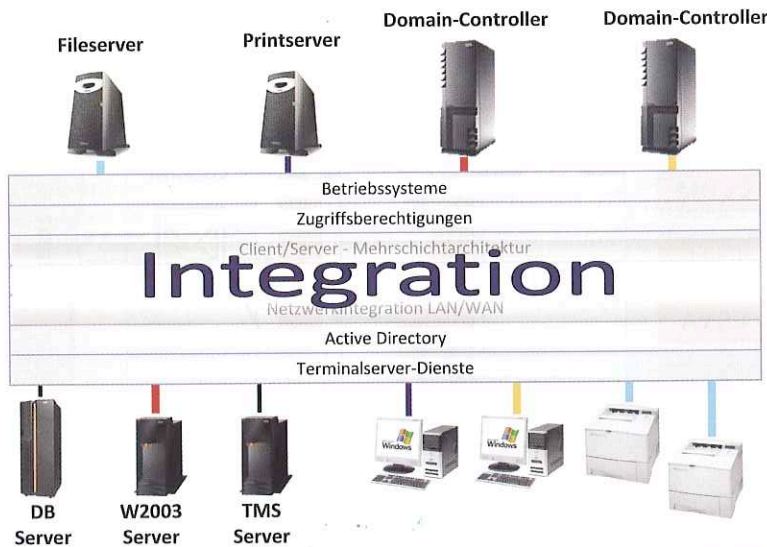 Fileserver
Printserver
Domain-Controller
Domain-Controller
Betriebssysteme
Zugriffsberechtigungen
Client/Server - Mehrschichtarchitektur
Integration
Netzwerkintegration LAN/WAN
Active Directory
Terminalserver-Dienste
Windows
Windows
DB
Server
W2003
Server
TMS
Server